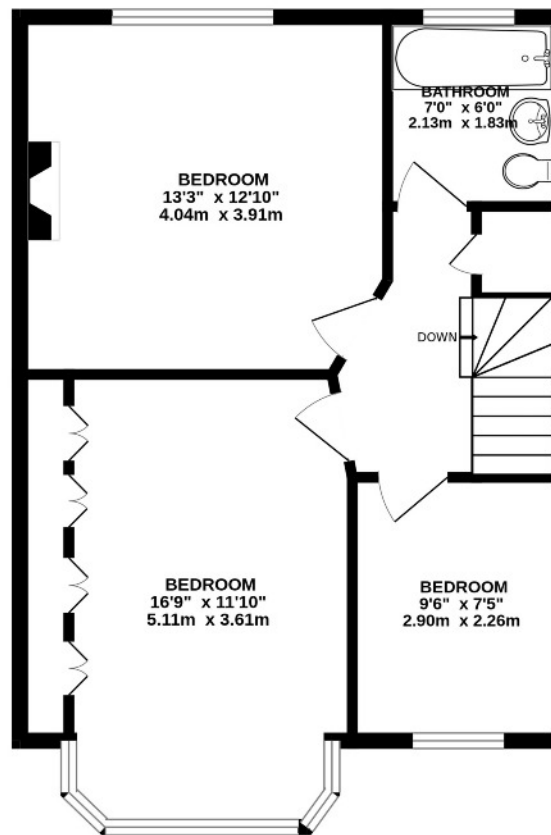 BATHROOM
7'0" x 6'0"
2.13m x 1.83m
BEDROOM
13'3" x 12'10"
4.04m x 3.91m
DOWN
BEDROOM
16'9" x 11'10"
5.11m x 3.61m
BEDROOM
9'6" x 7'5"
2.90m x 2.26m